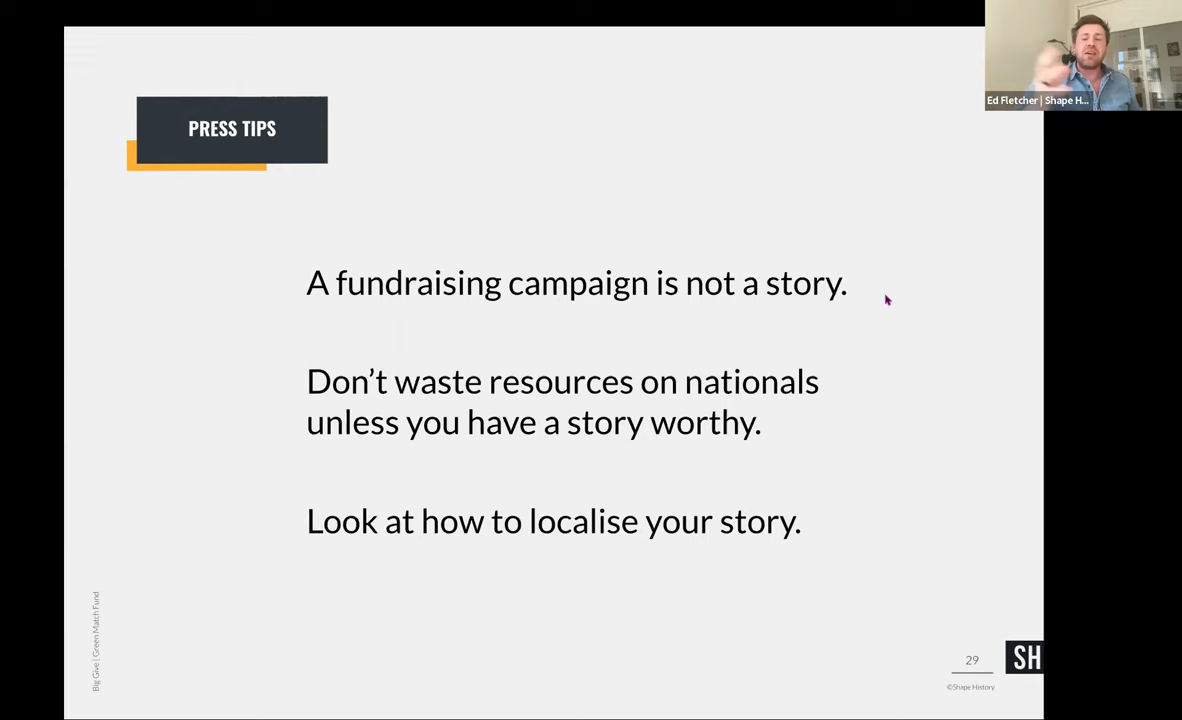 Ed Fletcher | Shape H...
PRESS TIPS
A fundraising campaign is not a story.
Don’t waste resources on nationals
unless you have a story worthy.
Look at how to localise your story.
Big Give | Green Match Fund
29
SH
©Shape History